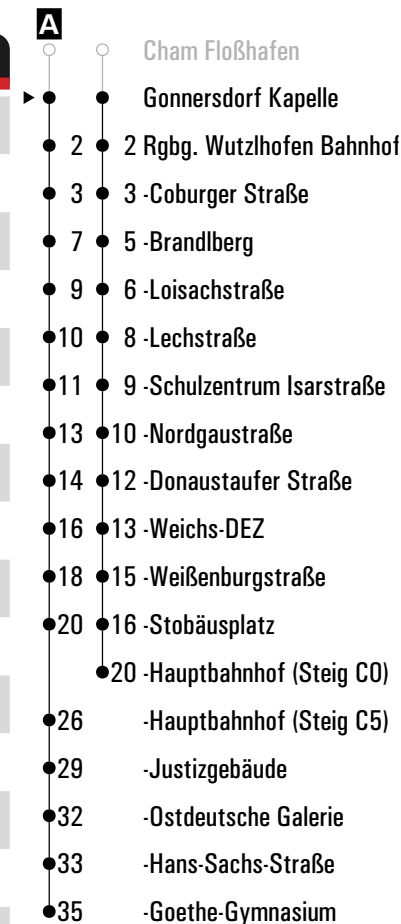 A
Cham Floßhafen
Gonnersdorf Kapelle
2 2 Rgbg. Wutzlhofen Bahnhof
3 3 -Coburger Straße
7 5 -Brandlberg
9 6 -Loisachstraße
10 8 -Lechstraße
11 9 -Schulzentrum Isarstraße
13 10 -Nordgaustraße
14 12 -Donaustaufer Straße
16 13 -Weichs-DEZ
18 15 -Weißenburgstraße
20 16 -Stobäusplatz
20 -Hauptbahnhof (Steig C0)
26 -Hauptbahnhof (Steig C5)
29 -Justizgebäude
32 -Ostdeutsche Galerie
33 -Hans-Sachs-Straße
35 -Goethe-Gymnasium